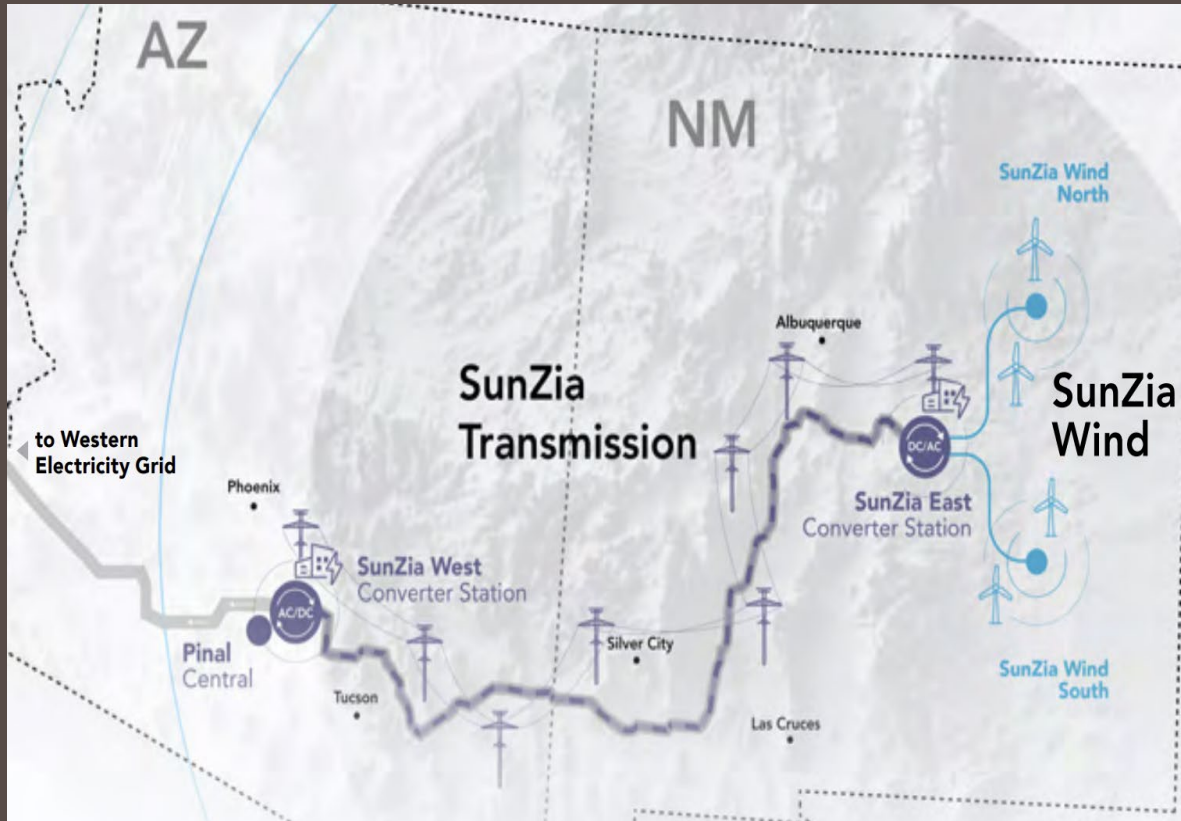 AZ
NM
SunZia Wind
North
Albuquerque
SunZia
Transmission
SunZia
Wind
to Western
Electricity Grid
DC/AC
Phoenix
SunZia East
Converter Station
SunZia West
Converter Station
AC/DC
Silver City
Pinal
Central
SunZia Wind
South
Tucson
Las Cruces